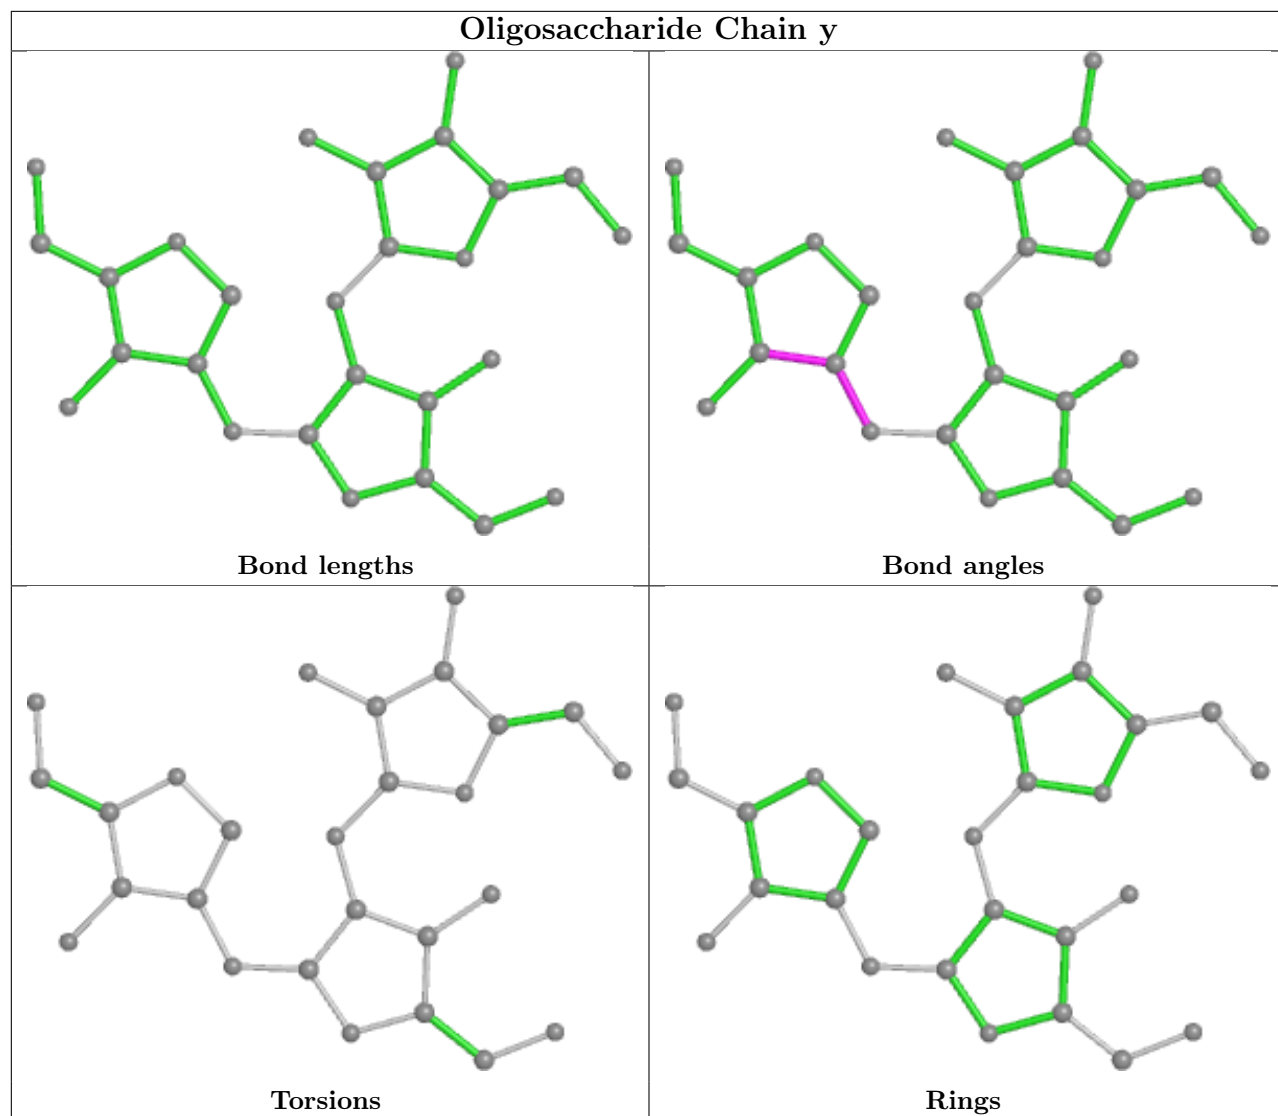 Oligosaccharide Chain y
Bond lengths
Bond angles
Torsions
Rings